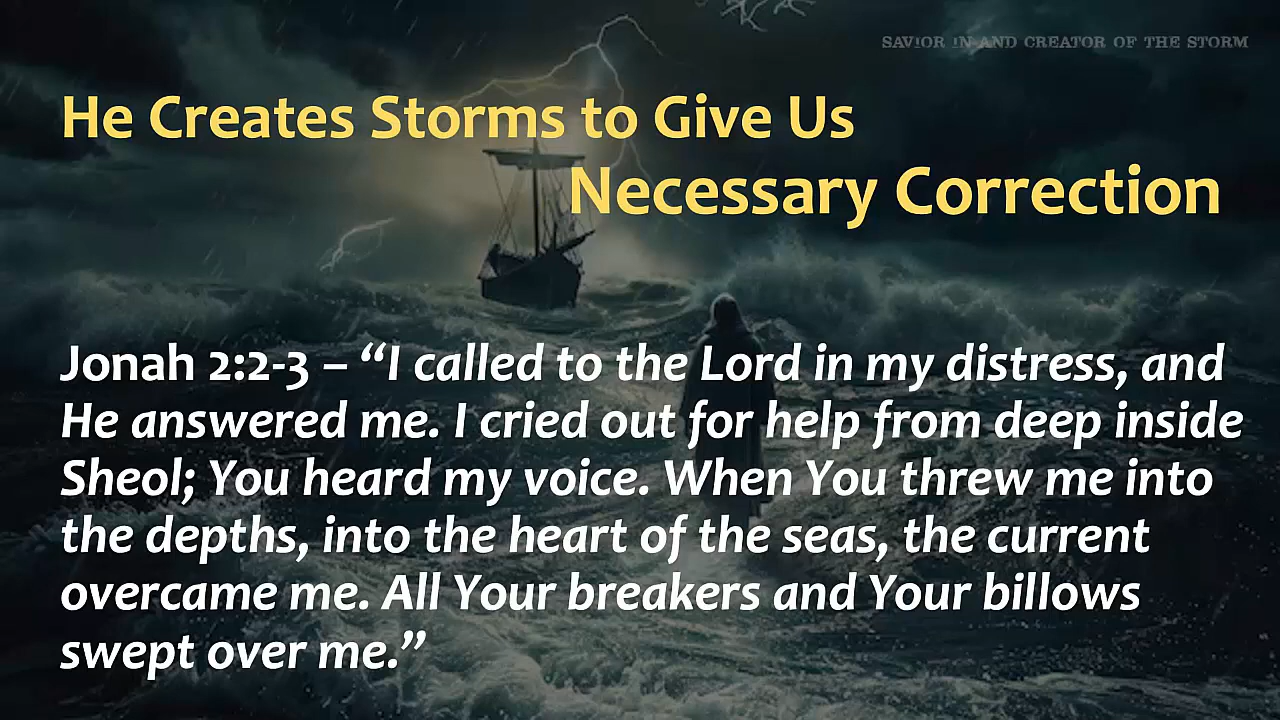 SAVIOR IN AND CREATOR OF THE STORM
He Creates Storms to Give Us
Necessary Correction
Jonah 2:2-3 – “I called to the Lord in my distress, and
He answered me. I cried out for help from deep inside
Sheol; You heard my voice. When You threw me into
the depths, into the heart of the seas, the current
overcame me. All Your breakers and Your billows
swept over me.”